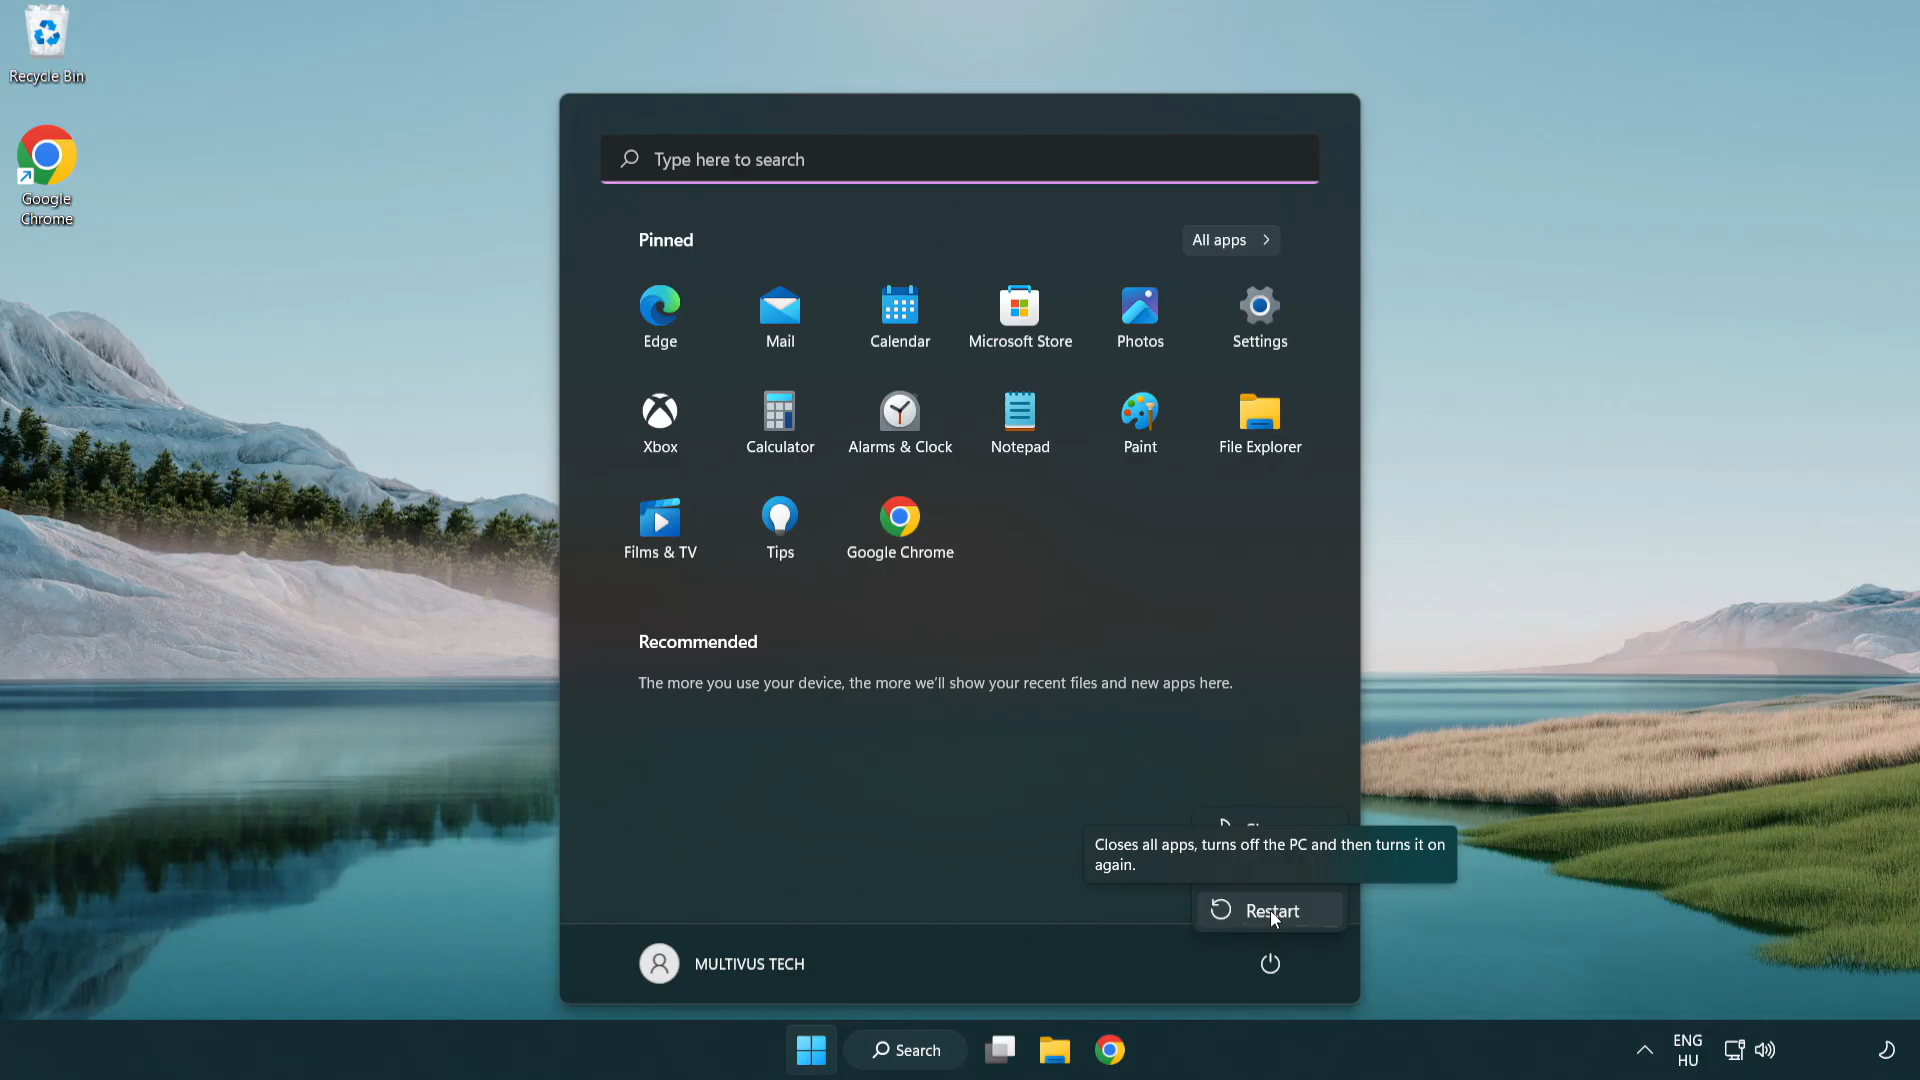 Recycle Bin
Google
Chrome
Type here to search
Pinned
All apps
Edge
Mail
Calendar
Microsoft Store
Photos
Settings
Xbox
Calculator
Alarms & Clock
Notepad
Paint
File Explorer
Films & TV
Tips
Google Chrome
Recommended
The more you use your device, the more we'll show your recent files and new apps here.
Closes all apps, turns off the PC and then turns it on
again.
Restart
MULTIVUS TECH
Search
ENG
HU